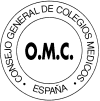 CONSEJO GENERAL DE COLEGIOS MEDICOS
O.M.C.
· ESPAÑA ·